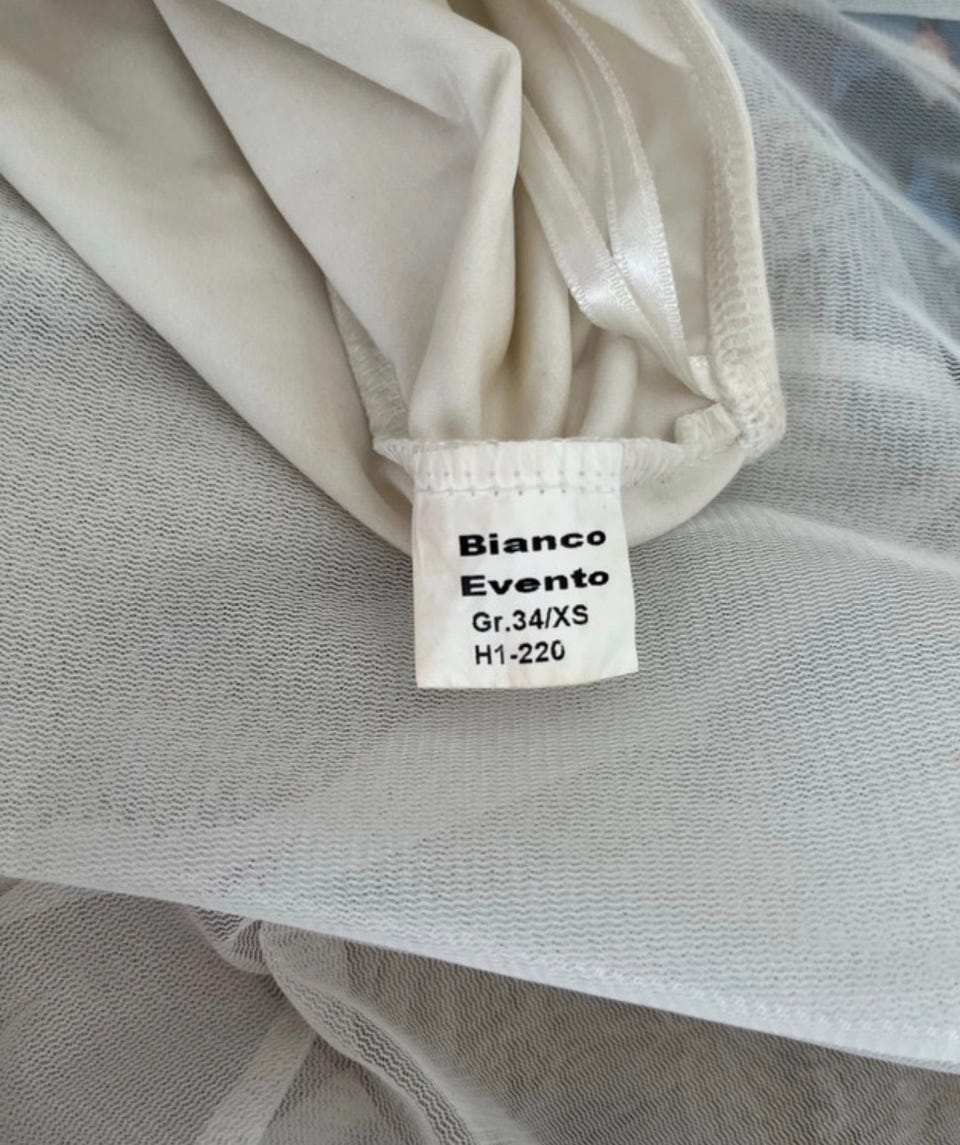 Bianco
Evento
Gr.34/XS
H1-220